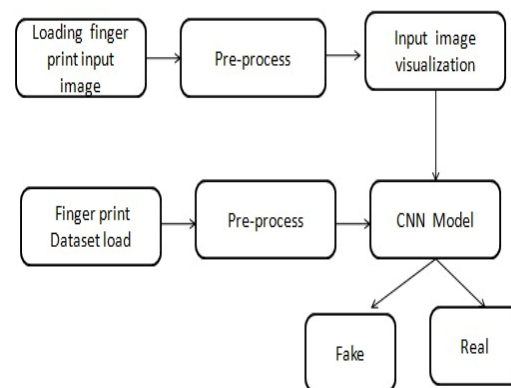 Loading finger
print input
image
Pre-process
Input image
visualization
Finger print
Dataset load
Pre-process
CNN Model
Fake
Real